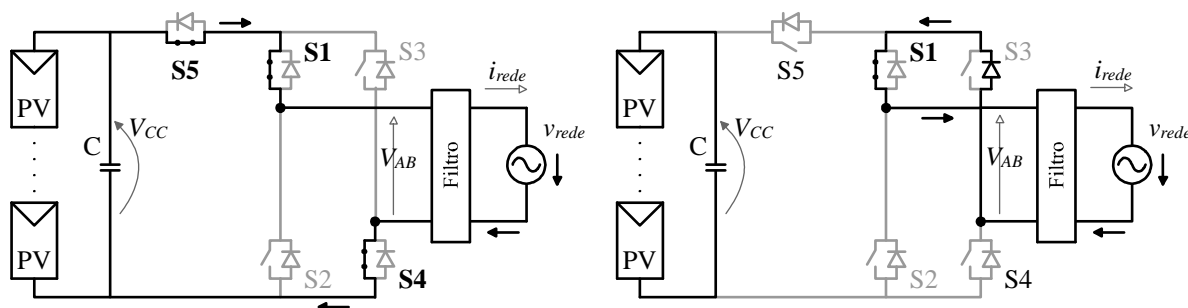 S5
S1
S3
PV
V_CC
C
V_AB
Filtro
i_rede
v_rede
PV
S2
S4
S5
S1
S3
PV
V_CC
C
V_AB
Filtro
i_rede
v_rede
PV
S2
S4